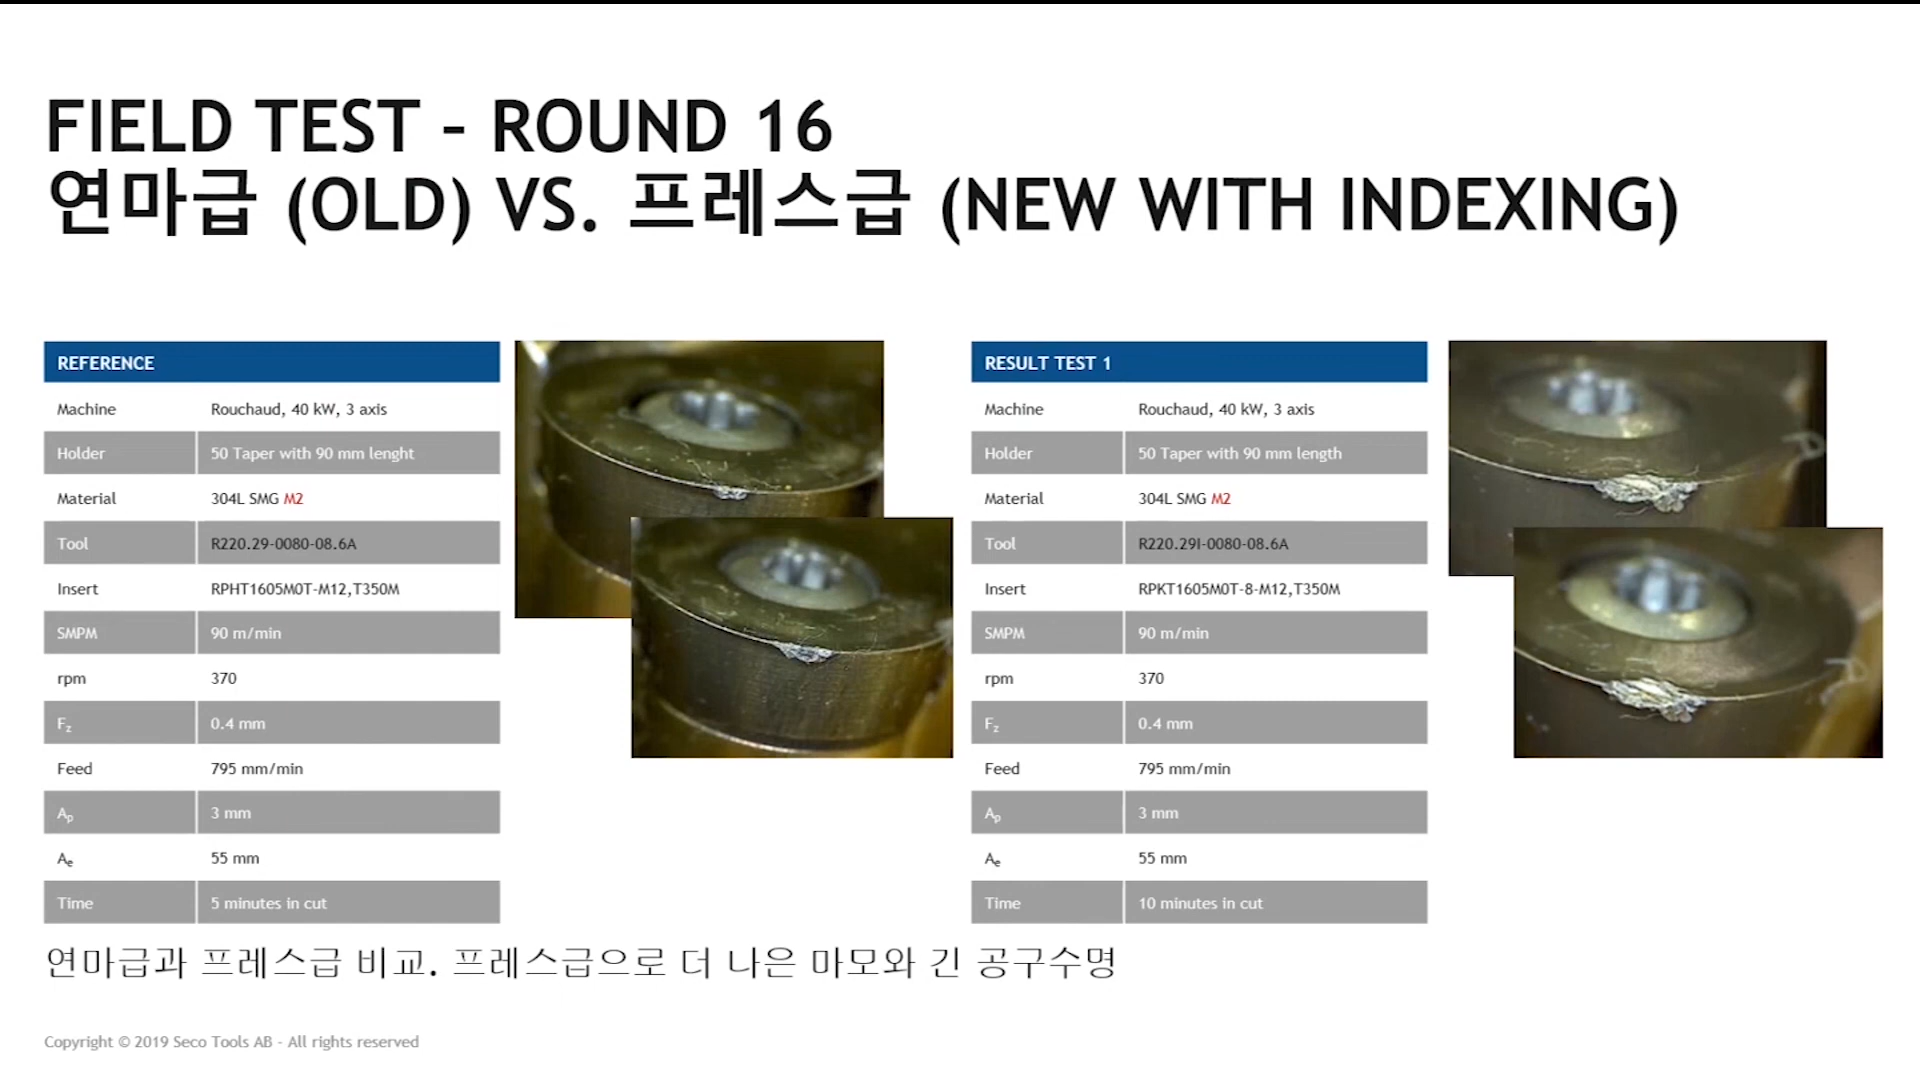 FIELD TEST – ROUND 16
연마급 (OLD) VS. 프레스급 (NEW WITH INDEXING)
REFERENCE
Machine Rouchaud, 40 kW, 3 axis
Holder 50 Taper with 90 mm lenght
Material 304L SMG M2
Tool R220.29-0080-08.6A
Insert RPHT1605M0T-M12,T350M
SMPM 90 m/min
rpm 370
Fz 0.4 mm
Feed 795 mm/min
Ap 3 mm
Ae 55 mm
Time 5 minutes in cut
RESULT TEST 1
Machine Rouchaud, 40 kW, 3 axis
Holder 50 Taper with 90 mm length
Material 304L SMG M2
Tool R220.29I-0080-08.6A
Insert RPKT1605M0T-8-M12,T350M
SMPM 90 m/min
rpm 370
Fz 0.4 mm
Feed 795 mm/min
Ap 3 mm
Ae 55 mm
Time 10 minutes in cut
연마급과 프레스급 비교. 프레스급으로 더 나은 마모와 긴 공구수명
Copyright © 2019 Seco Tools AB - All rights reserved